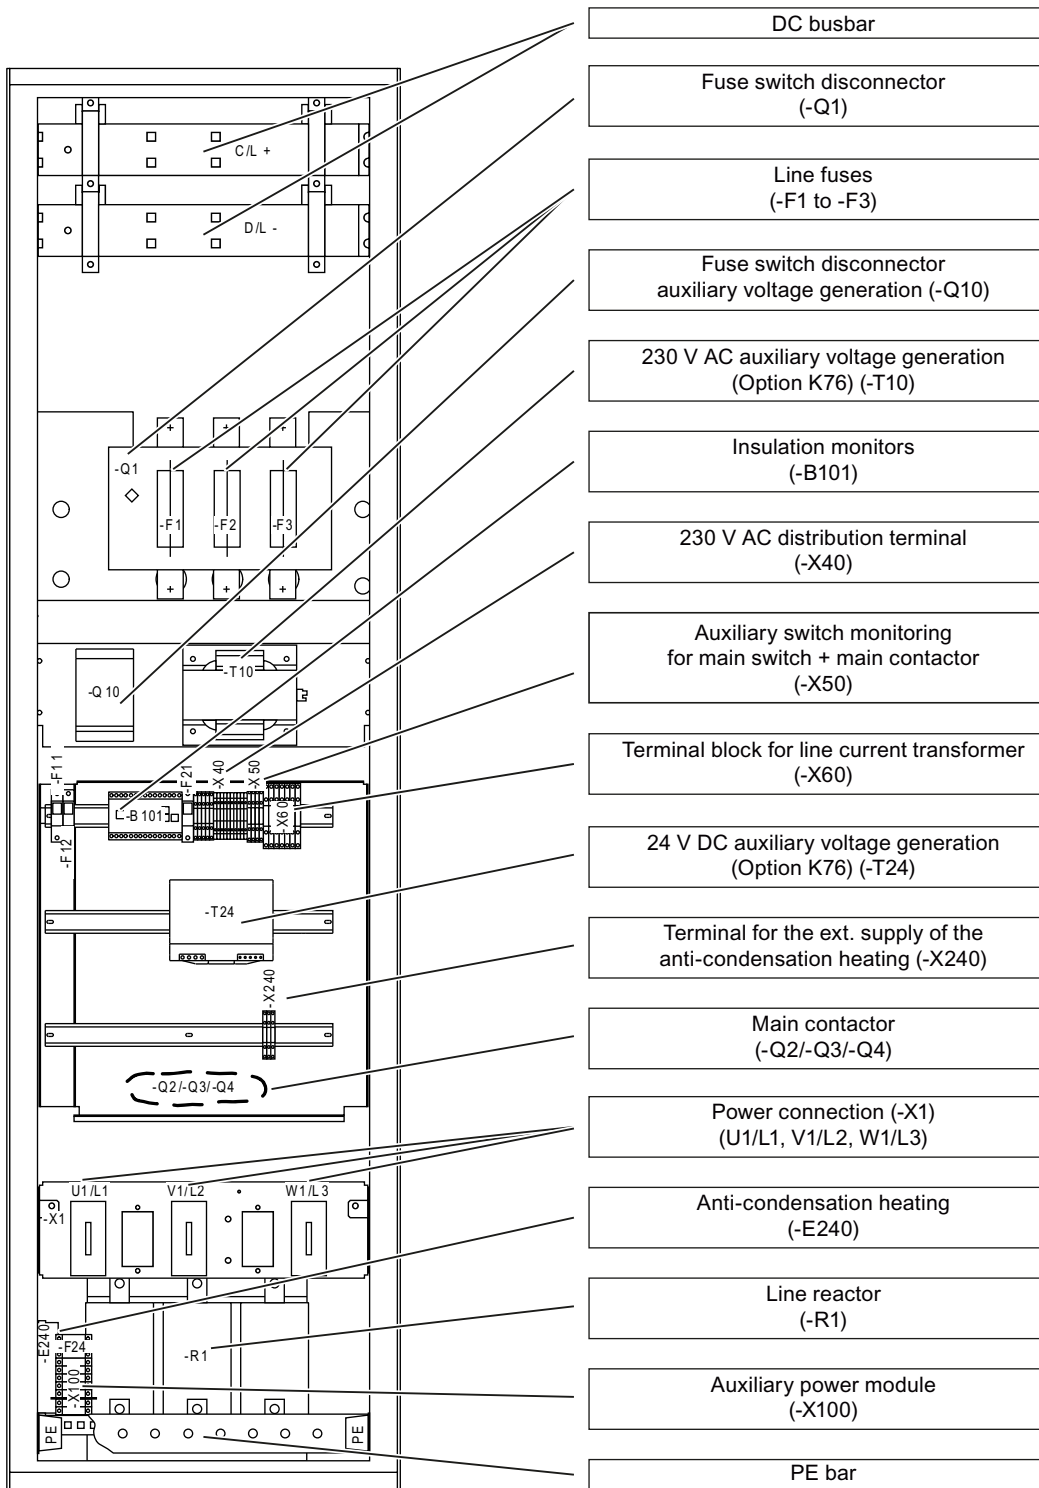 DC busbar
Fuse switch disconnector
(-Q1)
Line fuses
(-F1 to -F3)
Fuse switch disconnector
auxiliary voltage generation (-Q10)
230 V AC auxiliary voltage generation
(Option K76) (-T10)
Insulation monitors
(-B101)
230 V AC distribution terminal
(-X40)
Auxiliary switch monitoring
for main switch + main contactor
(-X50)
Terminal block for line current transformer
(-X60)
24 V DC auxiliary voltage generation
(Option K76) (-T24)
Terminal for the ext. supply of the
anti-condensation heating (-X240)
Main contactor
(-Q2/-Q3/-Q4)
Power connection (-X1)
(U1/L1, V1/L2, W1/L3)
Anti-condensation heating
(-E240)
Line reactor
(-R1)
Auxiliary power module
(-X100)
PE bar
C/L +
D/L -
-Q1
-F1
-F2
-F3
-Q10
-T10
-F11
-F12
-B101
-F21
-X40
-X50
-X60
-T24
-X240
-Q2/-Q3/-Q4
U1/L1
V1/L2
W1/L3
-X1
-E240
-F24
-X100
-R1
PE
PE